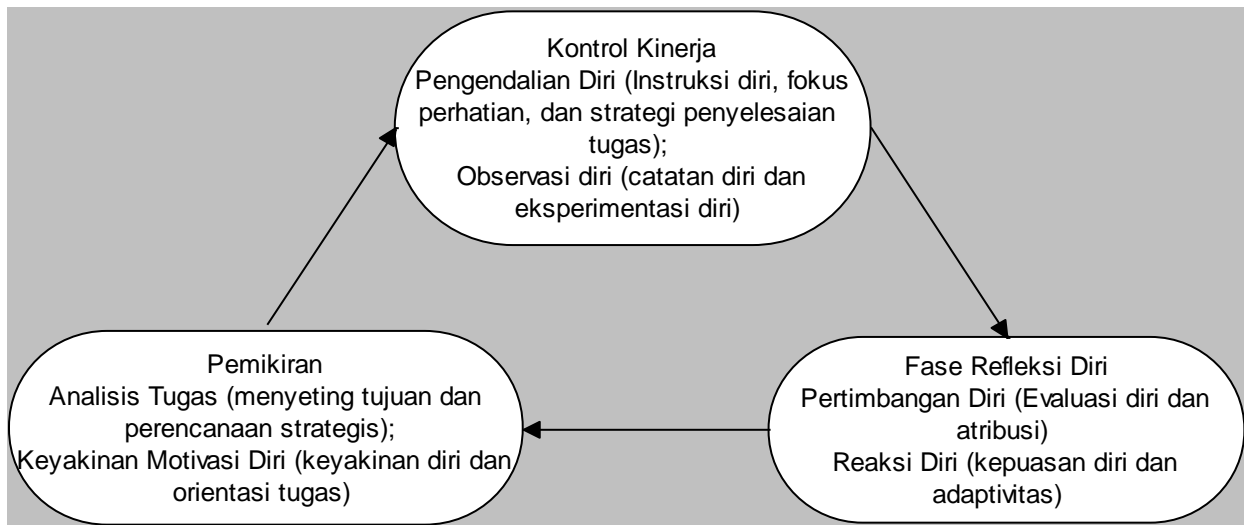 Kontrol Kinerja
Pengendalian Diri (Instruksi diri, fokus
perhatian, dan strategi penyelesaian
tugas);
Observasi diri (catatan diri dan
eksperimentasi diri)
Pemikiran
Analisis Tugas (menyeting tujuan dan
perencanaan strategis);
Keyakinan Motivasi Diri (keyakinan diri dan
orientasi tugas)
Fase Refleksi Diri
Pertimbangan Diri (Evaluasi diri dan
atribusi)
Reaksi Diri (kepuasan diri dan
adaptivitas)